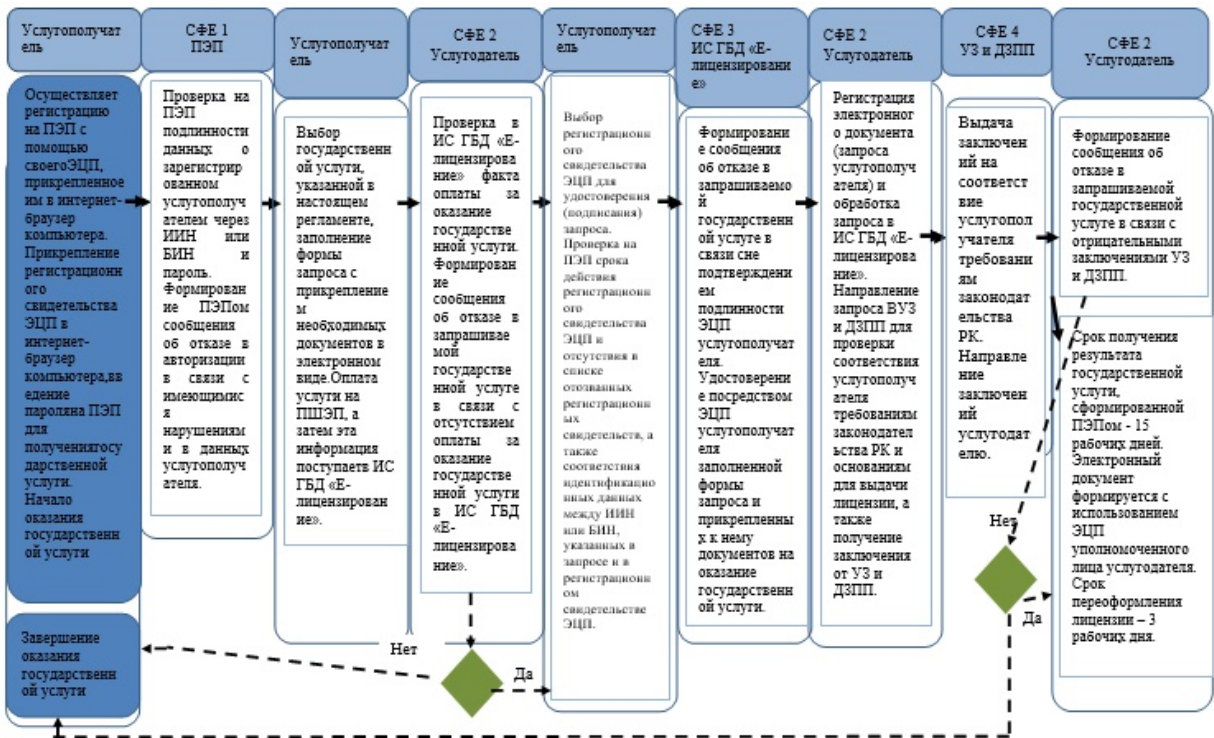 Услугополучат
ель
Осуществляет
регистрацию
на ПЭП с
помощью
своегоЭЦП,
прикрепленное
им в интернет-
браузер
компьютера.
Прикрепление
регистрационн
ого
свидетельства
ЭЦП в
интернет-
браузер
компьютера,вв
едение
пароляна ПЭП
для
получениягосу
дарственной
услуги.
Начало
оказания
государственн
ой услуги
Завершение
оказания
государственн
ой услуги
СФЕ 1
ПЭП
Проверка на
ПЭП
подлинности
данных о
зарегистрир
ованном
услугополуч
ателем через
ИИН или
БИН и
пароль.
Формирован
ие ПЭПом
сообщения
об отказе в
авторизации
в связи с
имеющимис
я
нарушениям
и в данных
услугополуч
ателя.
Услугополучат
ель
Выбор
государственн
ой услуги,
указанной в
настоящем
регламенте,
заполнение
формы
запроса с
прикрепление
м
необходимых
документов в
электронном
виде.Оплата
услуги на
ПШЭП, а
затем эта
информация
поступаетв ИС
ГБД «Е-
лицензирован
ие».
СФЕ 2
Услугодатель
Проверка в
ИС ГБД «Е-
лицензирова
ние» факта
оплаты за
оказание
государстве
нной услуги.
Формирован
ие
сообщения
об отказе в
запрашивае
мой
государстве
нной услуге
в связи с
отсутствием
оплаты за
оказание
государстве
нной услуги
в ИС ГБД
«Е-
лицензирова
ние».
Нет
Да
Услугополучат
ель
Выбор
регистрационн
ого
свидетельства
ЭЦП для
удостоверения
(подписания)
запроса.
Проверка на
ПЭП срока
действия
регистрационн
ого
свидетельства
ЭЦП и
отсутствия в
списке
отозванных
регистрационн
ых
свидетельств, а
также
соответствия
идентификацио
нных данных
между ИИН
или БИН,
указанных в
запросе и в
регистрационн
ом
свидетельстве
ЭЦП.
СФЕ 3
ИС ГБД «Е-
лицензировани
е»
Формировани
е сообщения
об отказе в
запрашиваемо
й
государственн
ой услуге в
связи сне
подтверждени
ем
подлинности
ЭЦП
услугополучат
еля.
Удостоверени
е посредством
ЭЦП
услугополучат
еля
заполненной
формы
запроса и
прикрепленны
х к нему
документов на
оказание
государственн
ой услуги.
СФЕ 2
Услугодатель
Регистрация
электронног
о документа
(запроса
услугополуч
ателя) и
обработка
запроса в
ИС ГБД «Е-
лицензирова
ние».
Направление
запроса ВУЗ
и ДЗПП для
проверки
соответствия
услугополуч
ателя
требованиям
законодател
ьства РК и
основаниям
для выдачи
лицензии, а
также
получение
заключения
от УЗ и
ДЗПП.
СФЕ 4
УЗ и ДЗПП
Выдача
заключен
ий на
соответст
вие
услугопол
учателя
требовани
ям
законодат
ельства
РК.
Направле
ние
заключен
ий
услугодат
елю.
Нет
Да
СФЕ 2
Услугодатель
Формирование
сообщения об
отказе в
запрашиваемой
государственной
услуге в связи с
отрицательными
заключениями УЗ
и ДЗПП.
Срок получения
результата
государственной
услуги,
сформированной
ПЭПом - 15
рабочих дней.
Электронный
документ
формируется с
использованием
ЭЦП
уполномоченного
лица услугодателя.
Срок
переоформления
лицензии – 3
рабочих дня.